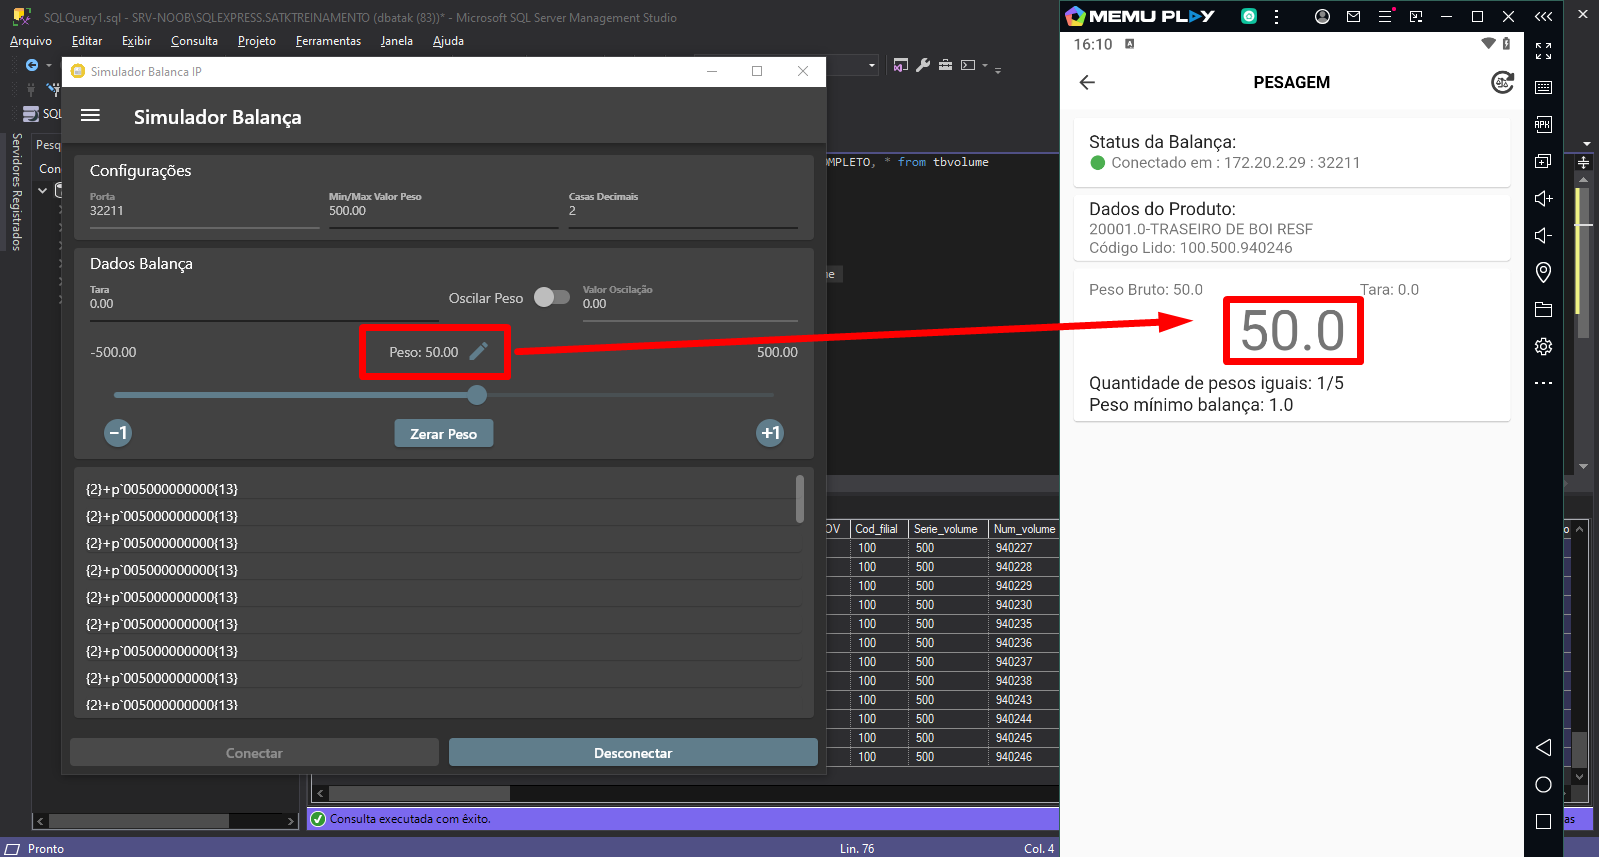 SQLQuery1.sql - SRV-NOOB\SQLEXPRESS.SATKTREINAMENTO (dbatak (83))* - Microsoft SQL Server Management Studio
Arquivo Editar Exibir Consulta Projeto Ferramentas Janela Ajuda
Simulador Balanca IP
SQL
Servidores Registrados
Pesq
Con
Simulador Balança
Configurações
Porta
32211
Min/Max Valor Peso
500.00
Casas Decimais
2
Dados Balança
Tara
0.00
Oscilar Peso
Valor Oscilação
0.00
-500.00
Peso: 50.00
500.00
−1
Zerar Peso
+1
{2}+p`005000000000{13}
{2}+p`005000000000{13}
{2}+p`005000000000{13}
{2}+p`005000000000{13}
{2}+p`005000000000{13}
{2}+p`005000000000{13}
{2}+p`005000000000{13}
{2}+p`005000000000{13}
{2}+p`005000000000{13}
Conectar
Desconectar
OMPLETO, * from tbvolume
ue
OV Cod_filial Serie_volume Num_volume
100 500 940227
100 500 940228
100 500 940229
100 500 940230
100 500 940235
100 500 940236
100 500 940237
100 500 940238
100 500 940243
100 500 940244
100 500 940245
100 500 940246
Consulta executada com êxito.
Pronto
Lin. 76
Col. 4
MEMU PLAY
16:10
A
PESAGEM
Status da Balança:
Conectado em : 172.20.2.29 : 32211
Dados do Produto:
20001.0-TRASEIRO DE BOI RESF
Código Lido: 100.500.940246
Peso Bruto: 50.0
Tara: 0.0
50.0
Quantidade de pesos iguais: 1/5
Peso mínimo balança: 1.0
APK
o
as